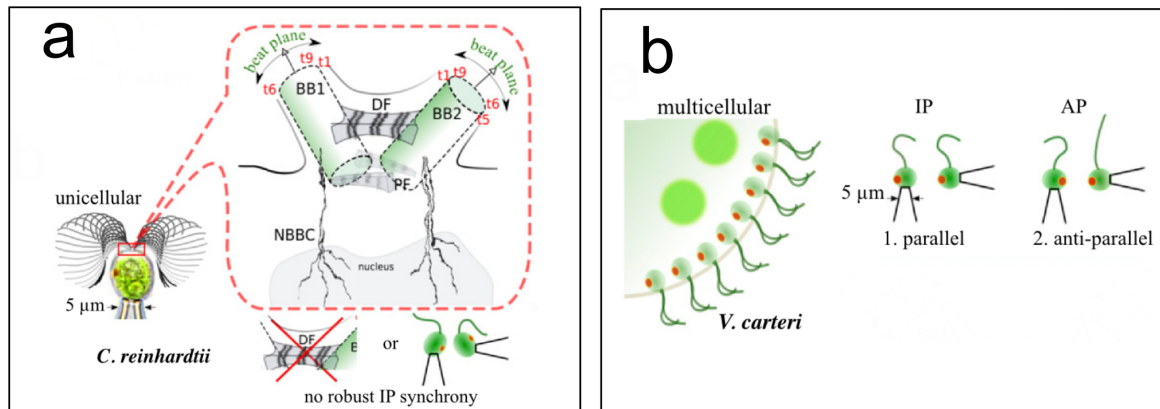 a
beat plane
t9
t1
t6
BB1
DF
beat plane
t1
t9
t6
t5
BB2
PF
NBBC
nucleus
unicellular
5 µm
C. reinhardtii
DF
B
or
no robust IP synchrony
b
multicellular
V. carteri
IP
AP
5 µm
1. parallel
2. anti-parallel